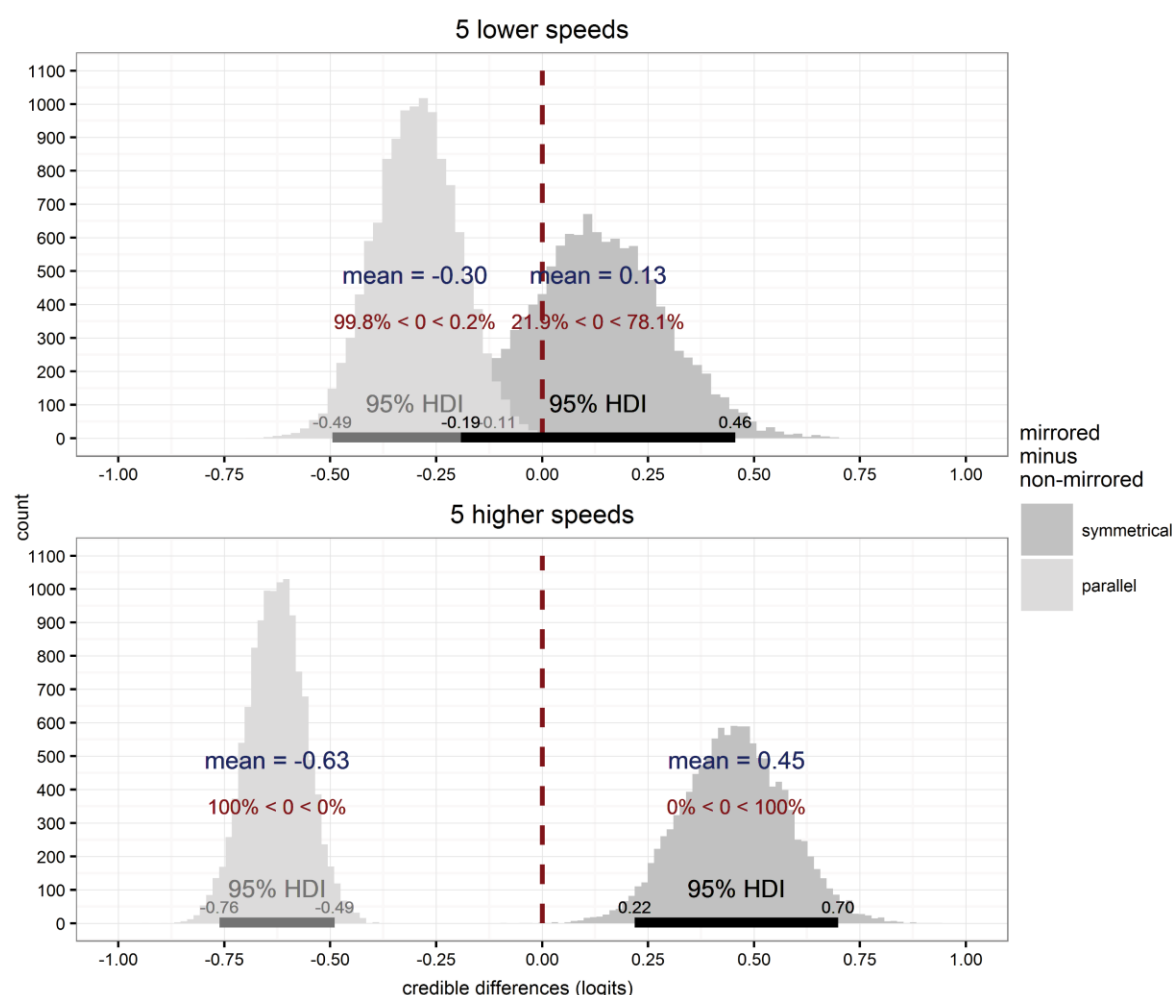 5 lower speeds
1100
1000
900
800
700
600
500
400
300
200
100
0
mean = -0.30
mean = 0.13
99.8% < 0 < 0.2%
21.9% < 0 < 78.1%
95% HDI
95% HDI
-0.49
-0.19
-0.11
0.46
-1.00
-0.75
-0.50
-0.25
0.00
0.25
0.50
0.75
1.00
count
5 higher speeds
1100
1000
900
800
700
600
500
400
300
200
100
0
mean = -0.63
mean = 0.45
100% < 0 < 0%
0% < 0 < 100%
95% HDI
95% HDI
-0.76
-0.49
0.22
0.70
-1.00
-0.75
-0.50
-0.25
0.00
0.25
0.50
0.75
1.00
credible differences (logits)
mirrored
minus
non-mirrored
symmetrical
parallel